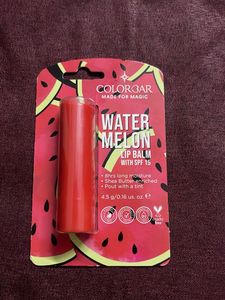 COLORBAR
MADE FOR MAGIC
WATER
MELON
LIP BALM
WITH SPF 15
• 8hrs long moisture
• Shea Butter enriched
• Pout with a tint
4.5 g/0.16 us. oz